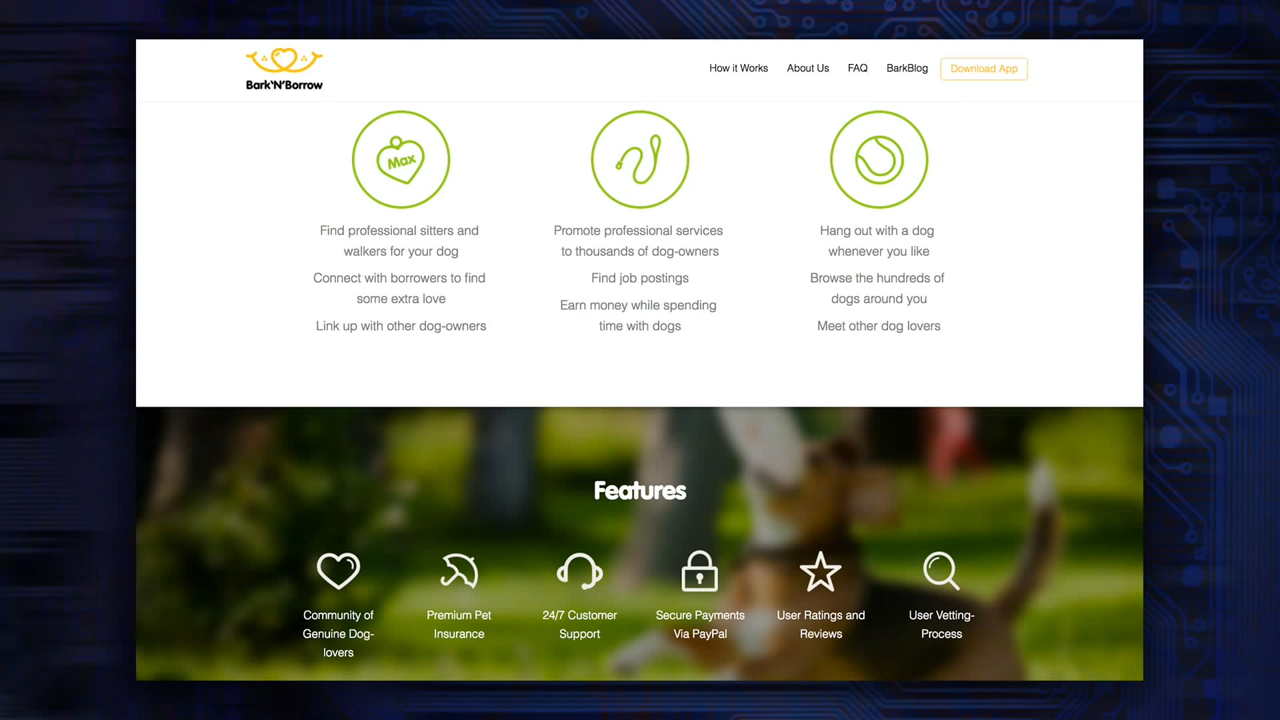 Bark'N'Borrow
How it Works
About Us
FAQ
BarkBlog
Download App
Max
Find professional sitters and
walkers for your dog
Connect with borrowers to find
some extra love
Link up with other dog-owners
Promote professional services
to thousands of dog-owners
Find job postings
Earn money while spending
time with dogs
Hang out with a dog
whenever you like
Browse the hundreds of
dogs around you
Meet other dog lovers
Features
Community of
Genuine Dog-
lovers
Premium Pet
Insurance
24/7 Customer
Support
Secure Payments
Via PayPal
User Ratings and
Reviews
User Vetting-
Process